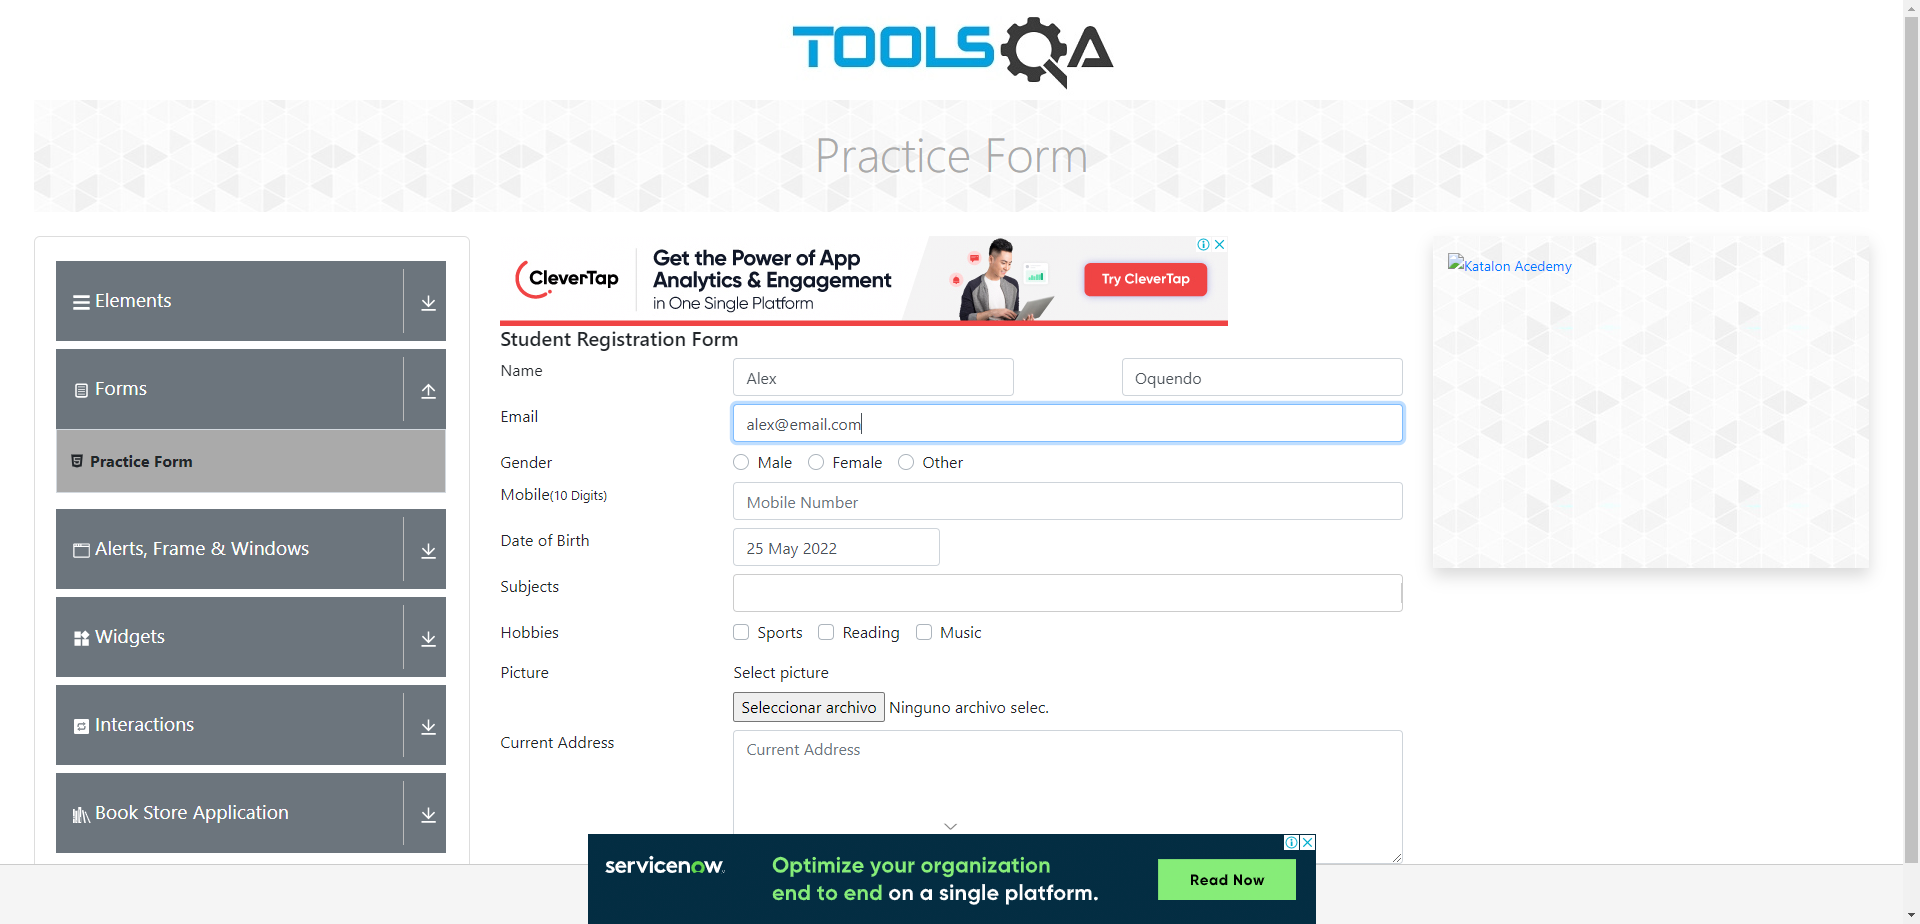 TOOLSQA
Practice Form
Elements
Forms
Practice Form
Alerts, Frame & Windows
Widgets
Interactions
Book Store Application
CleverTap
Get the Power of App
Analytics & Engagement
in One Single Platform
Try CleverTap
Student Registration Form
Name
Alex
Oquendo
Email
alex@email.com
Gender
Male
Female
Other
Mobile(10 Digits)
Mobile Number
Date of Birth
25 May 2022
Subjects
Hobbies
Sports
Reading
Music
Picture
Select picture
Seleccionar archivo
Ninguno archivo selec.
Current Address
Current Address
Katalon Acedemy
servicenow.
Optimize your organization
end to end on a single platform.
Read Now